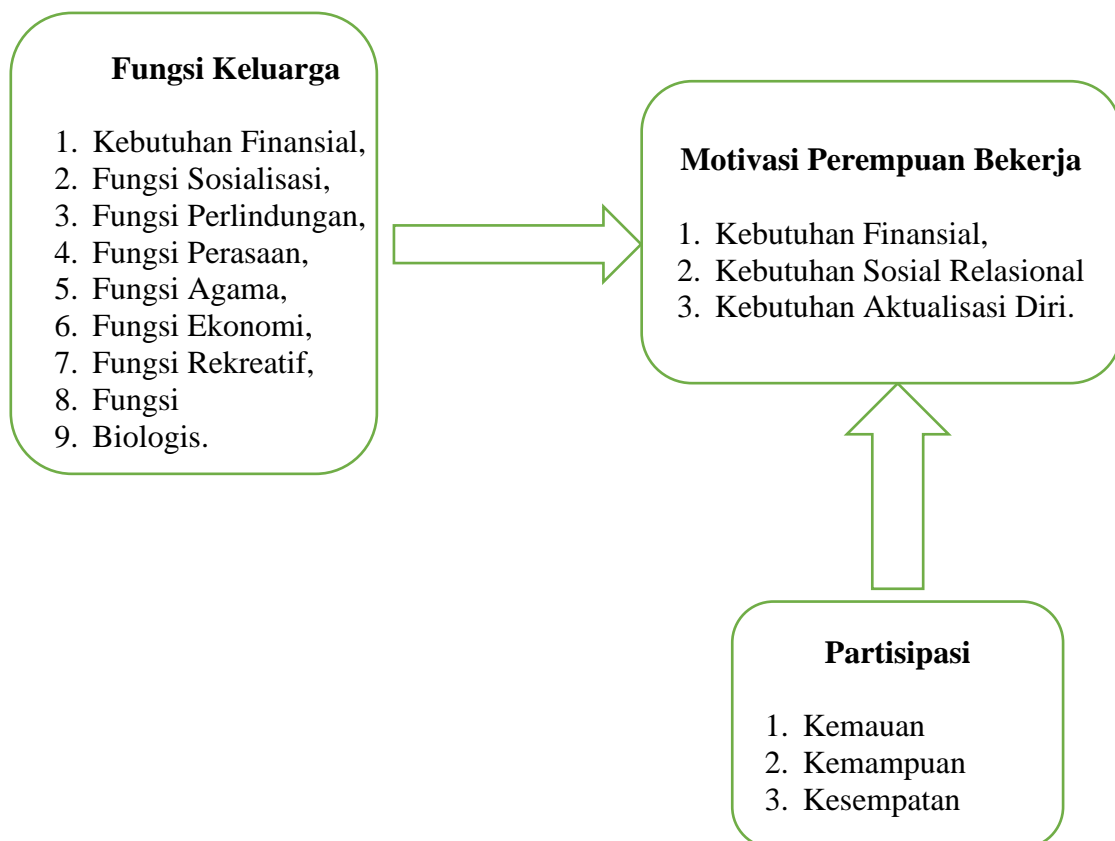 Fungsi Keluarga
1. Kebutuhan Finansial,
2. Fungsi Sosialisasi,
3. Fungsi Perlindungan,
4. Fungsi Perasaan,
5. Fungsi Agama,
6. Fungsi Ekonomi,
7. Fungsi Rekreatif,
8. Fungsi
9. Biologis.
Motivasi Perempuan Bekerja
1. Kebutuhan Finansial,
2. Kebutuhan Sosial Relasional
3. Kebutuhan Aktualisasi Diri.
Partisipasi
1. Kemauan
2. Kemampuan
3. Kesempatan